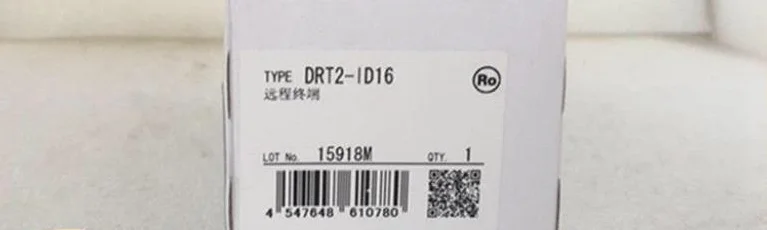 TYPE DRT2-ID16 Ro
远程终端
LOT No. 15918M QTY. 1
4 547648 610780